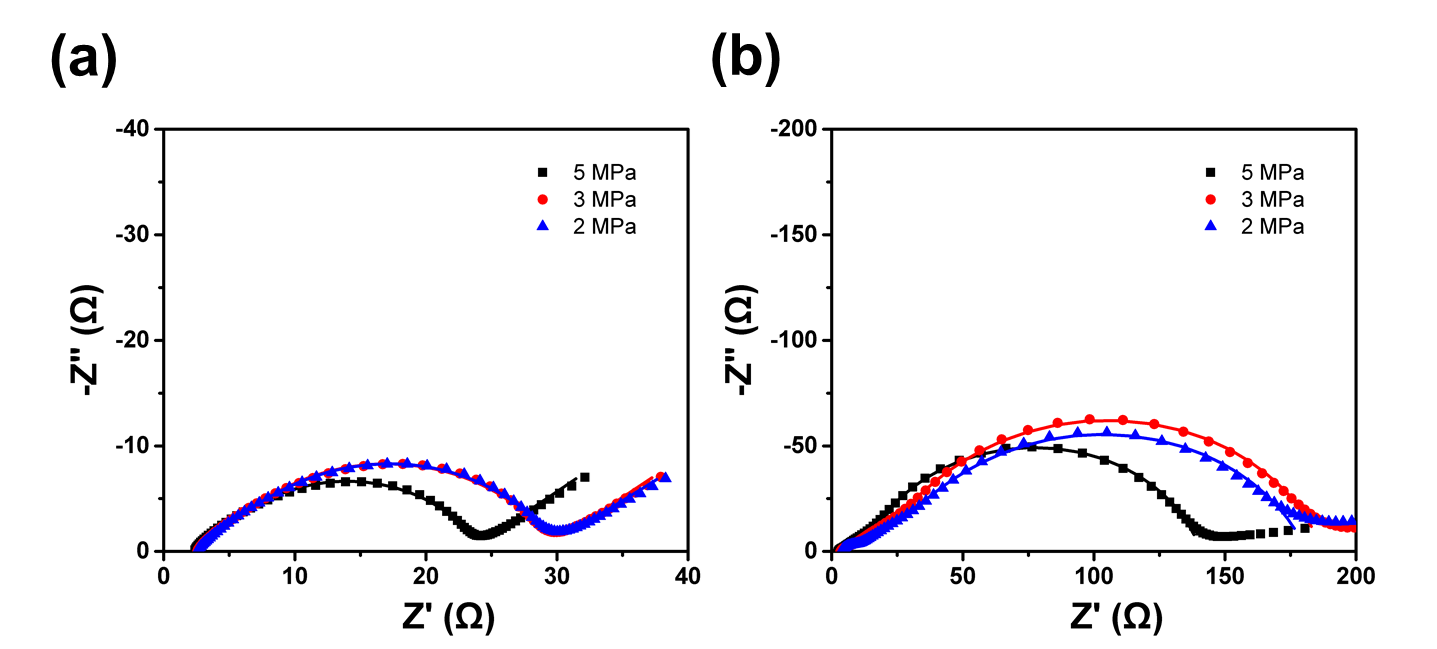 (a)
-40
-30
-20
-10
0
0 10 20 30 40
-Z" (Ω)
Z' (Ω)
5 MPa
3 MPa
2 MPa
(b)
-200
-150
-100
-50
0
0 50 100 150 200
-Z" (Ω)
Z' (Ω)
5 MPa
3 MPa
2 MPa